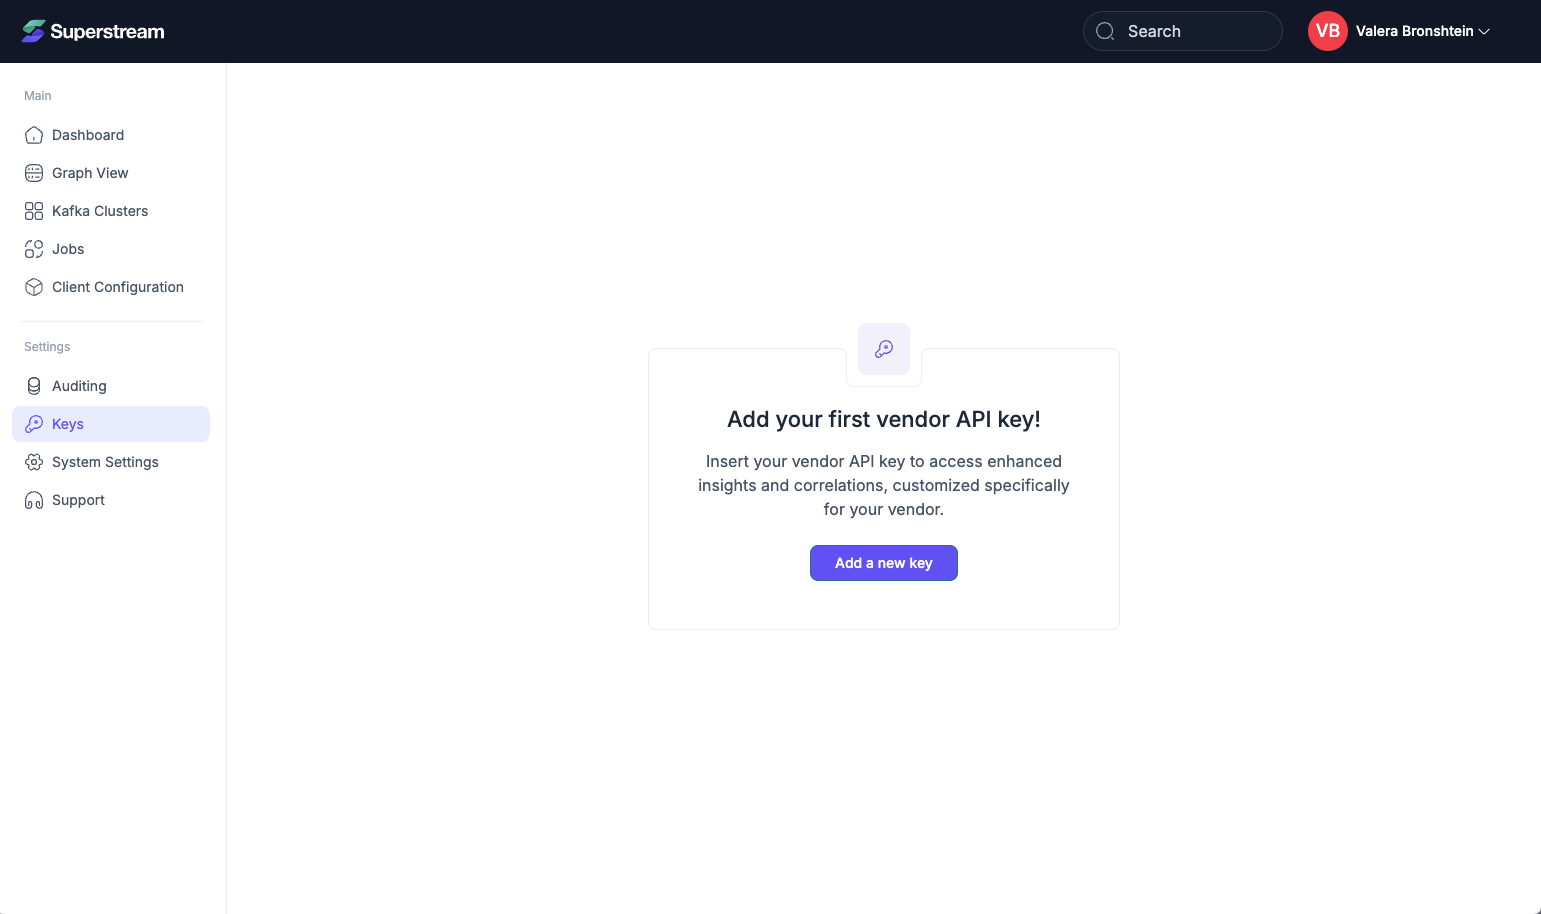 Superstream
Search
VB
Valera Bronshtein
Main
Dashboard
Graph View
Kafka Clusters
Jobs
Client Configuration
Settings
Auditing
Keys
System Settings
Support
Add your first vendor API key!
Insert your vendor API key to access enhanced
insights and correlations, customized specifically
for your vendor.
Add a new key